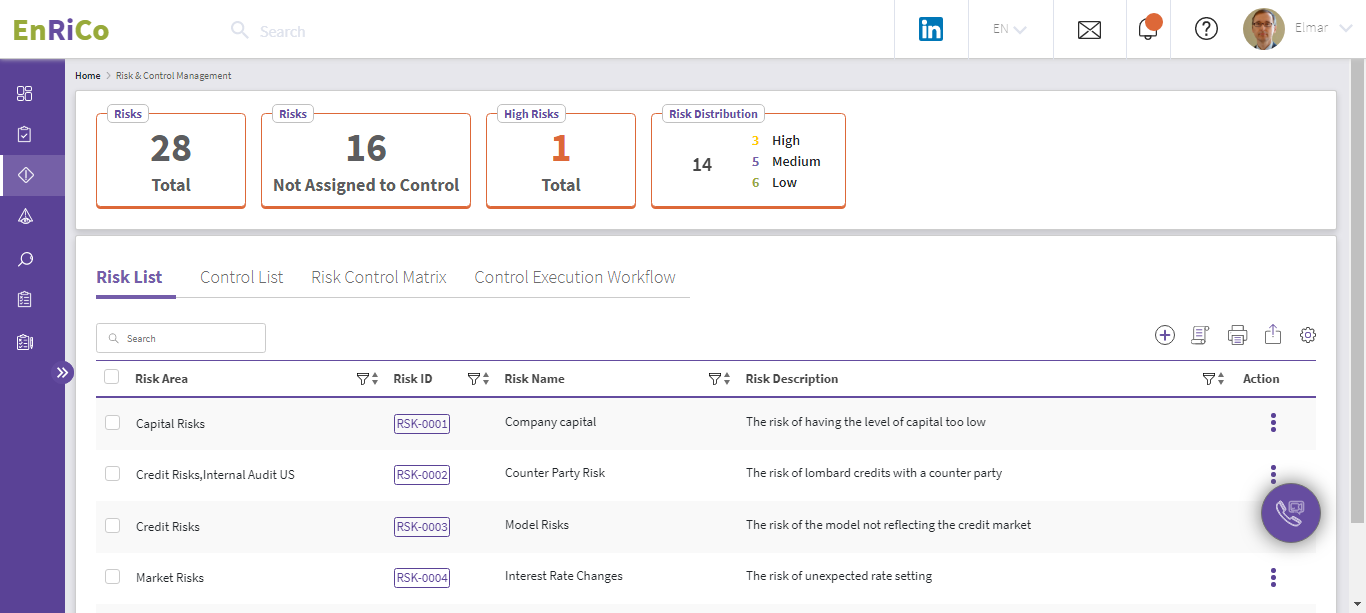 EnRiCo
Search
EN
Elmar
Home > Risk & Control Management
Risks
28
Total
Risks
16
Not Assigned to Control
High Risks
1
Total
Risk Distribution
14
3 High
5 Medium
6 Low
Risk List Control List Risk Control Matrix Control Execution Workflow
Search
Risk Area Risk ID Risk Name Risk Description Action
Capital Risks RSK-0001 Company capital The risk of having the level of capital too low
Credit Risks,Internal Audit US RSK-0002 Counter Party Risk The risk of lombard credits with a counter party
Credit Risks RSK-0003 Model Risks The risk of the model not reflecting the credit market
Market Risks RSK-0004 Interest Rate Changes The risk of unexpected rate setting